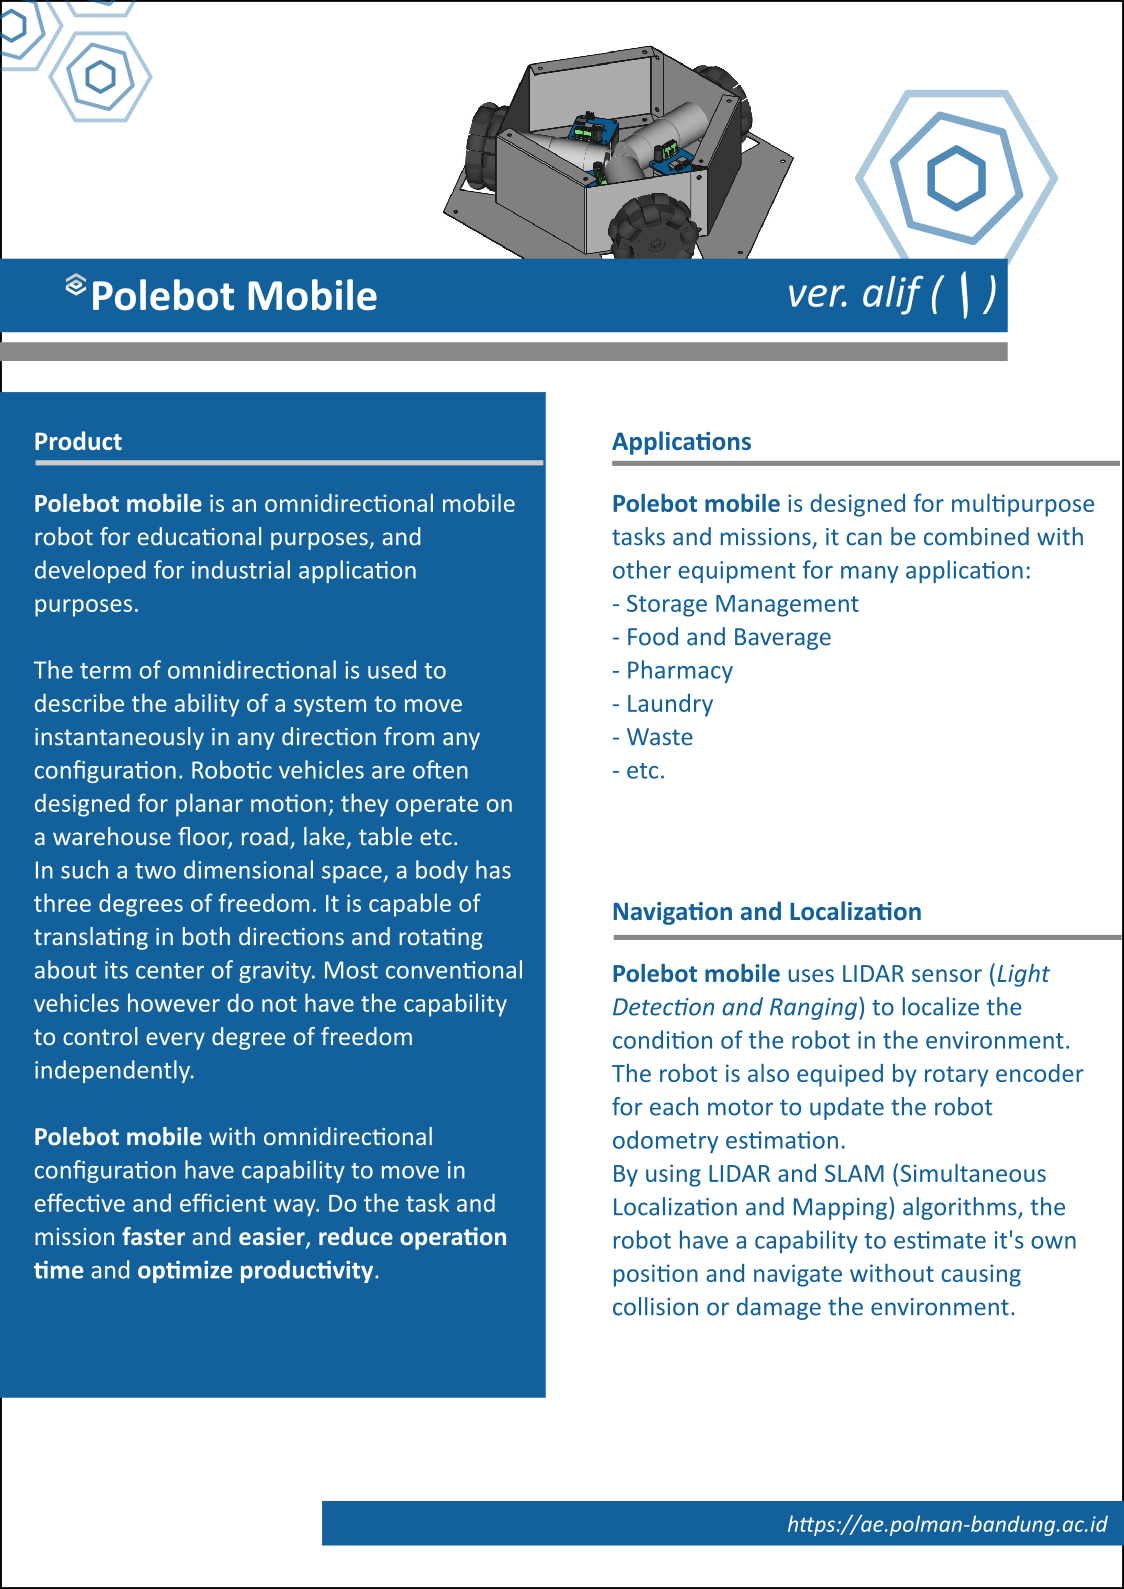 Polebot Mobile
ver. alif ( ا )
Product
Polebot mobile is an omnidirectional mobile
robot for educational purposes, and
developed for industrial application
purposes.
The term of omnidirectional is used to
describe the ability of a system to move
instantaneously in any direction from any
configuration. Robotic vehicles are often
designed for planar motion; they operate on
a warehouse floor, road, lake, table etc.
In such a two dimensional space, a body has
three degrees of freedom. It is capable of
translating in both directions and rotating
about its center of gravity. Most conventional
vehicles however do not have the capability
to control every degree of freedom
independently.
Polebot mobile with omnidirectional
configuration have capability to move in
effective and efficient way. Do the task and
mission faster and easier, reduce operation
time and optimize productivity.
Applications
Polebot mobile is designed for multipurpose
tasks and missions, it can be combined with
other equipment for many application:
- Storage Management
- Food and Baverage
- Pharmacy
- Laundry
- Waste
- etc.
Navigation and Localization
Polebot mobile uses LIDAR sensor (Light
Detection and Ranging) to localize the
condition of the robot in the environment.
The robot is also equiped by rotary encoder
for each motor to update the robot
odometry estimation.
By using LIDAR and SLAM (Simultaneous
Localization and Mapping) algorithms, the
robot have a capability to estimate it's own
position and navigate without causing
collision or damage the environment.
https://ae.polman-bandung.ac.id